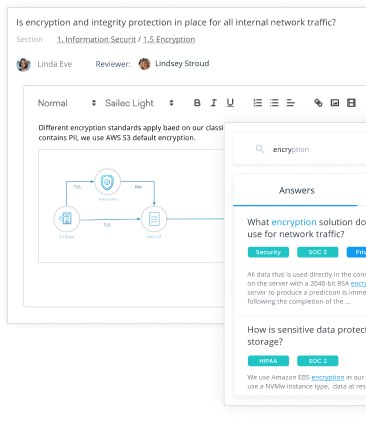 Is encryption and integrity protection in place for all internal network traffic?
Section 1. Information Securit / 1.5 Encryption
Linda Eve Reviewer: Lindsey Stroud
Normal Sailec Light B I U
Different encryption standards apply baed on our classi
contains PII, we use AWS S3 default encryption.
TLS
TLS
AWS S3
encryption
Answers
What encryption solution do
use for network traffic?
Security SOC 2 Pri
All data that is used directly in the cons
on the server with a 2048-bit RSA encry
server to produce a prediction is imme
following the completion of the ...
How is sensitive data protect
storage?
HIPAA SOC 2
We use Amazon EBS encryption in our
use a NVMw instance type, data at res